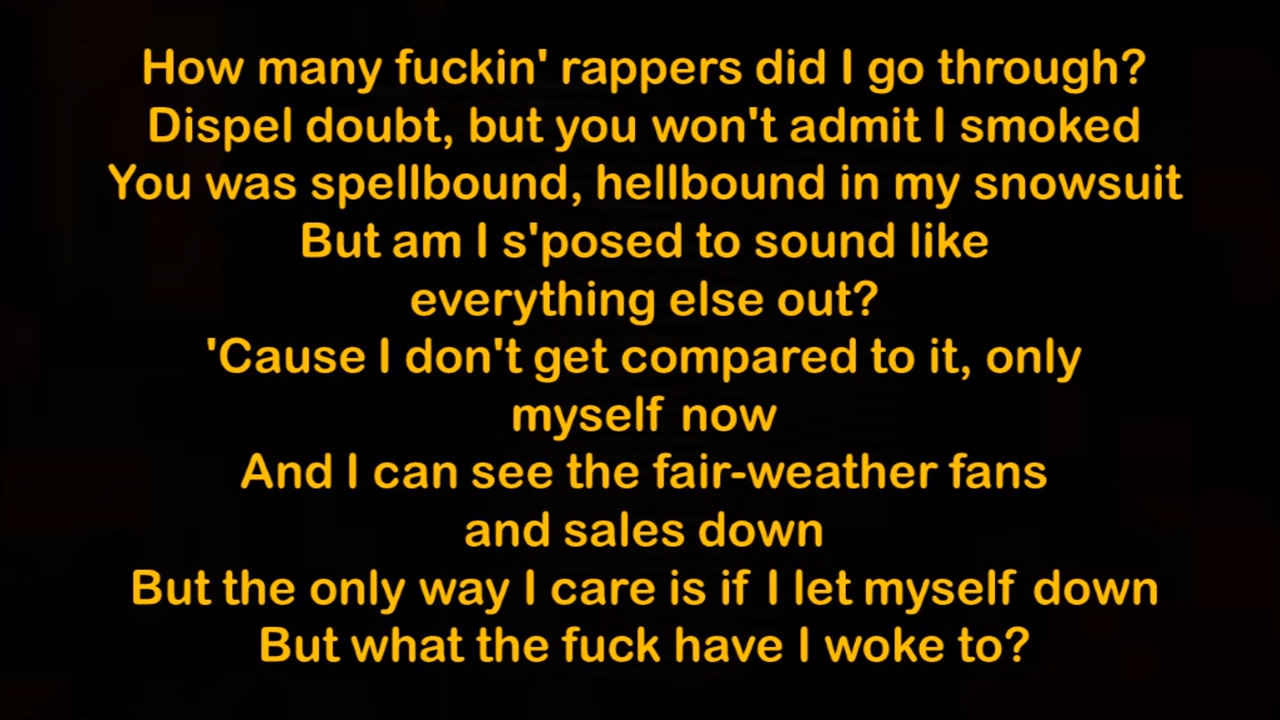 How many fuckin' rappers did I go through?
Dispel doubt, but you won't admit I smoked
You was spellbound, hellbound in my snowsuit
But am I s'posed to sound like
everything else out?
'Cause I don't get compared to it, only
myself now
And I can see the fair-weather fans
and sales down
But the only way I care is if I let myself down
But what the fuck have I woke to?